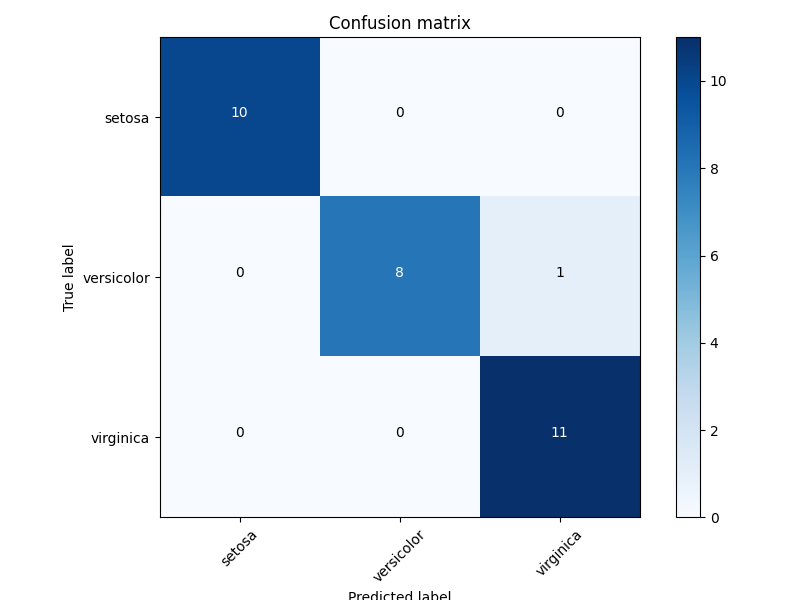 Confusion matrix
setosa 10 0 0
versicolor 0 8 1
virginica 0 0 11
True label
setosa versicolor virginica
Predicted label
10
8
6
4
2
0